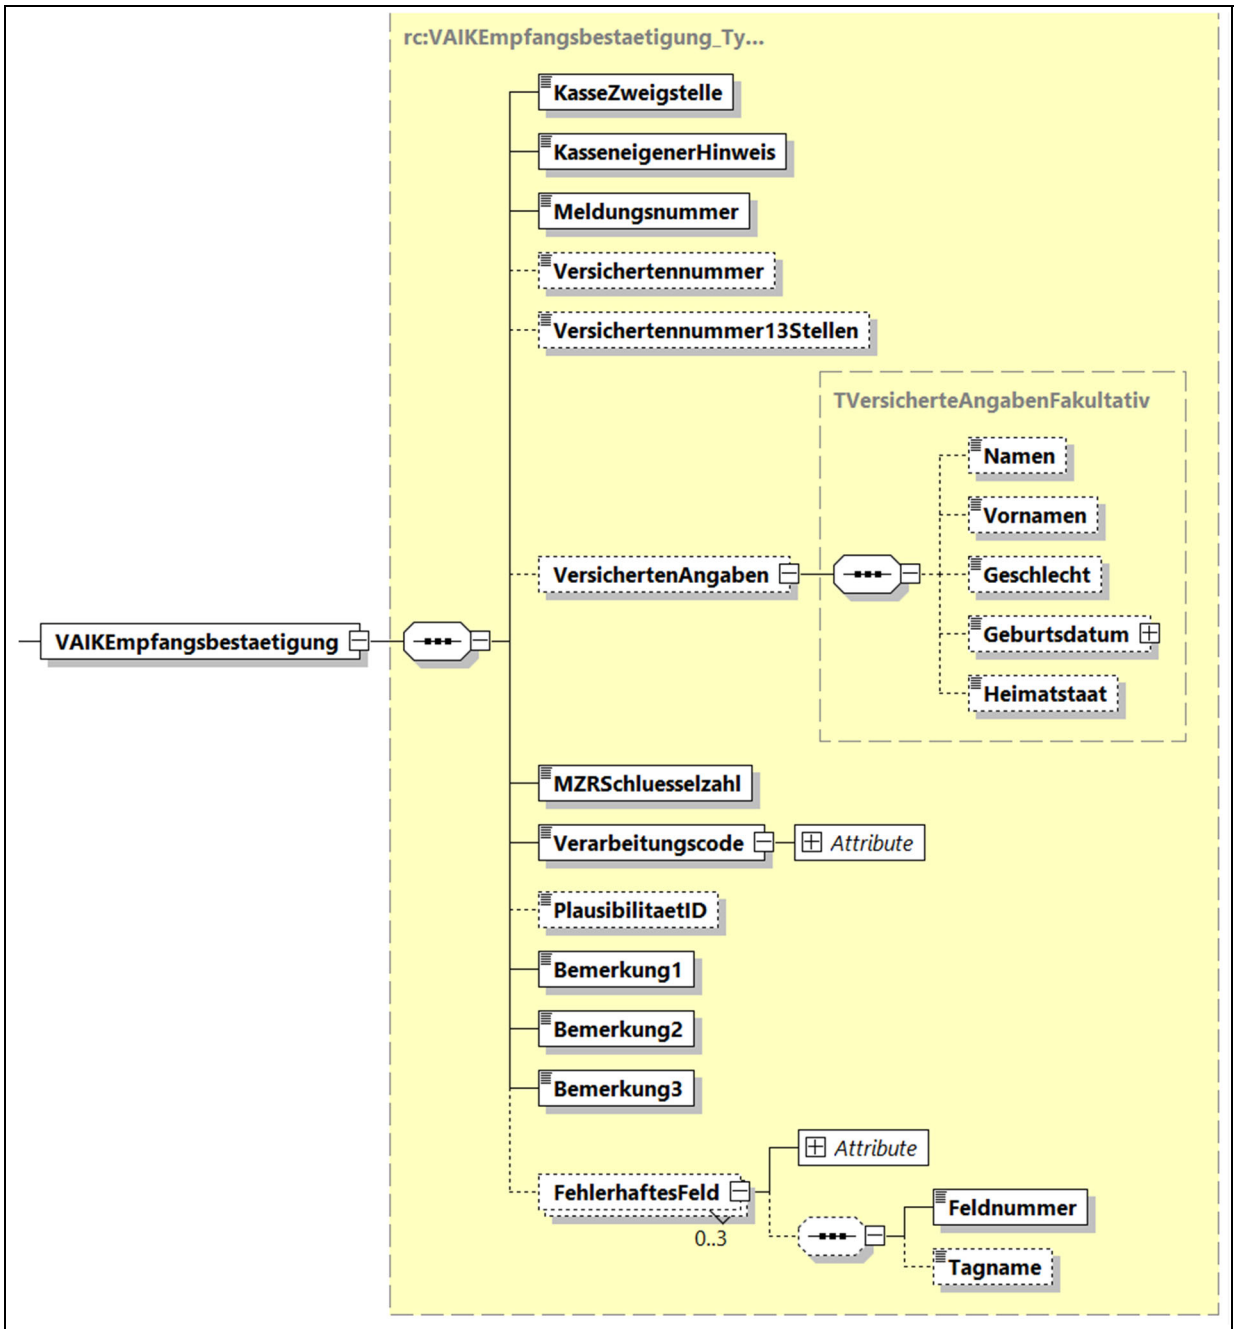 rc:VAIKEmpfangsbestaetigung_Ty...
KasseZweigstelle
KasseneigenerHinweis
Meldungsnummer
Versichertennummer
Versichertennummer13Stellen
TVersicherteAngabenFakultativ
Namen
Vornamen
VersichertenAngaben
Geschlecht
Geburtsdatum
VAIKEmpfangsbestaetigung
Heimatstaat
MZRSchluesselzahl
Verarbeitungscode
Attribute
PlausibilitaetID
Bemerkung1
Bemerkung2
Bemerkung3
Attribute
FehlerhaftesFeld
0..3
Feldnummer
Tagname